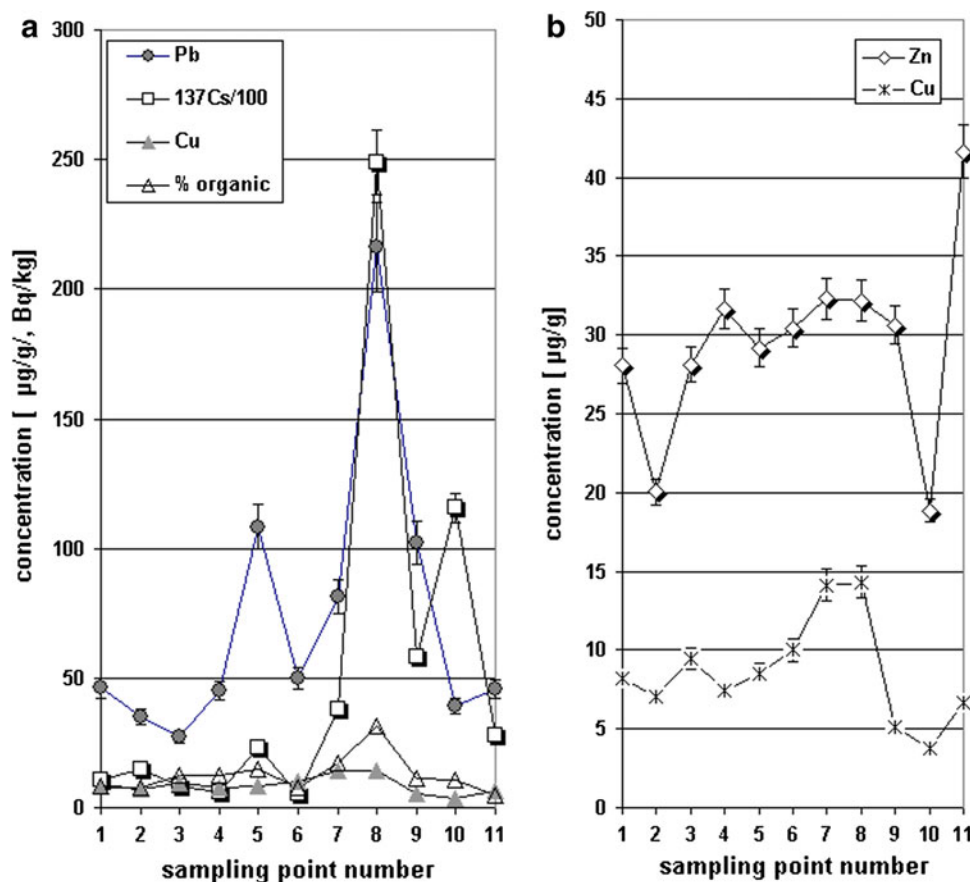 a
300
250
200
150
100
50
0
concentration [ µg/g/, Bq/kg]
Pb
137Cs/100
Cu
% organic
1 2 3 4 5 6 7 8 9 10 11
sampling point number
b
50
45
40
35
30
25
20
15
10
5
0
concentration [ µg/g]
Zn
Cu
1 2 3 4 5 6 7 8 9 10 11
sampling point number